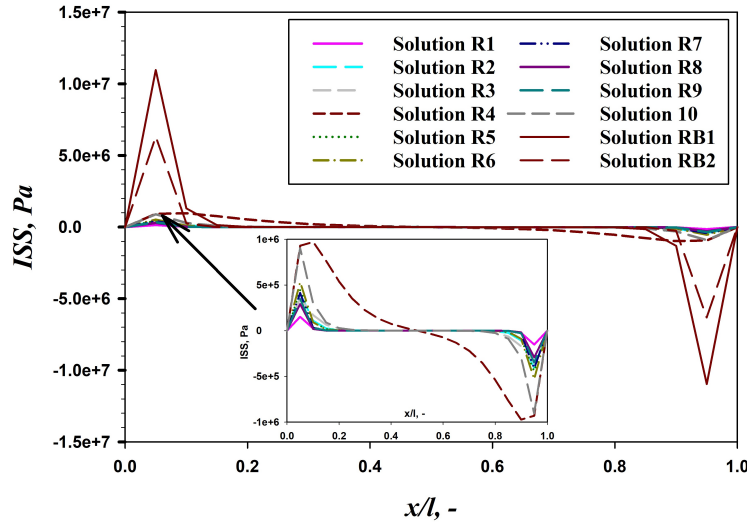 1.5e+7
1.0e+7
5.0e+6
0.0
-5.0e+6
-1.0e+7
-1.5e+7
ISS, Pa
0.0
0.2
0.4
0.6
0.8
1.0
x/l, -
Solution R1
Solution R2
Solution R3
Solution R4
Solution R5
Solution R6
Solution R7
Solution R8
Solution R9
Solution 10
Solution RB1
Solution RB2
1e+6
5e+5
0
-5e+5
-1e+6
ISS, Pa
0.0
0.2
0.4
0.6
0.8
1.0
x/l, -